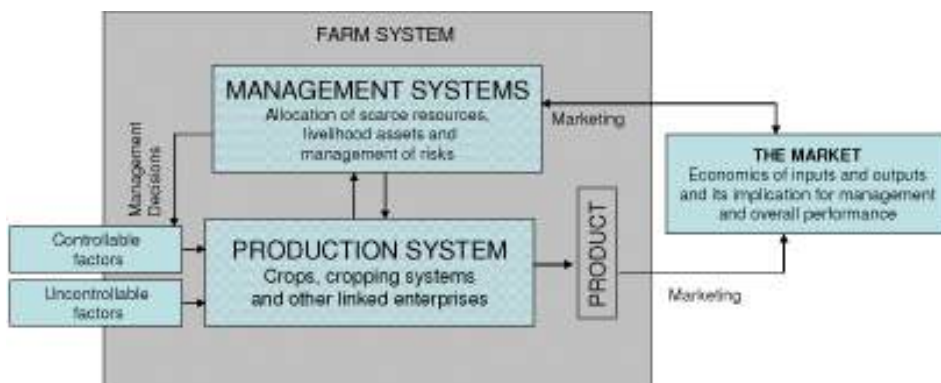 FARM SYSTEM
MANAGEMENT SYSTEMS
Allocation of scarce resources,
livelihood assets and
management of risks
Marketing
Management
Decisions
THE MARKET
Economics of inputs and outputs
and its implication for management
and overall performance
Controllable
factors
PRODUCTION SYSTEM
Crops, cropping systems
and other linked enterprises
PRODUCT
Uncontrollable
factors
Marketing